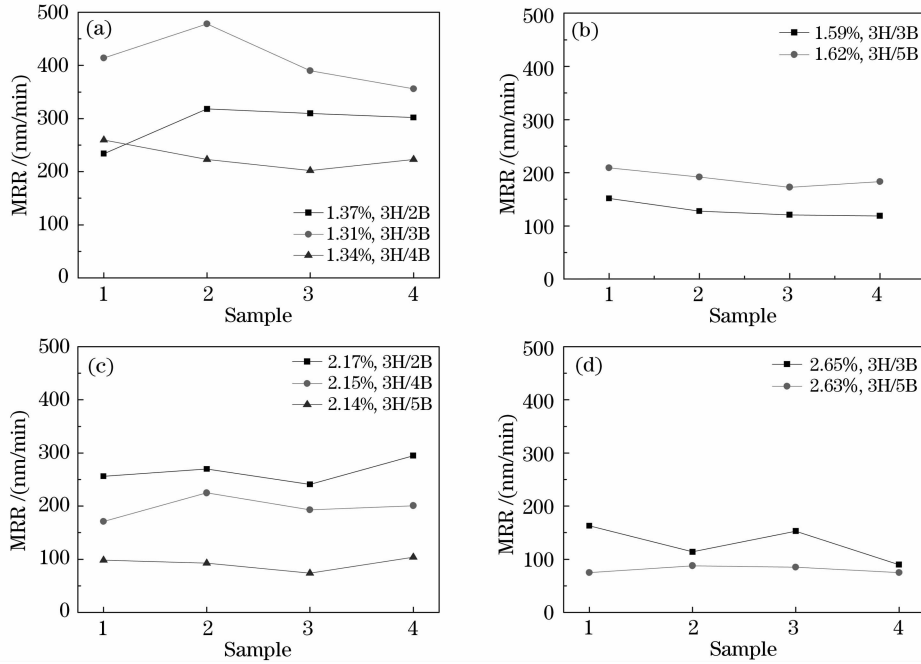 (a)
500
400
300
200
100
0
MRR /(nm/min)
1.37%, 3H/2B
1.31%, 3H/3B
1.34%, 3H/4B
1 2 3 4
Sample
(b)
500
400
300
200
100
0
MRR /(nm/min)
1.59%, 3H/3B
1.62%, 3H/5B
1 2 3 4
Sample
(c)
500
400
300
200
100
0
MRR /(nm/min)
2.17%, 3H/2B
2.15%, 3H/4B
2.14%, 3H/5B
1 2 3 4
Sample
(d)
500
400
300
200
100
0
MRR /(nm/min)
2.65%, 3H/3B
2.63%, 3H/5B
1 2 3 4
Sample